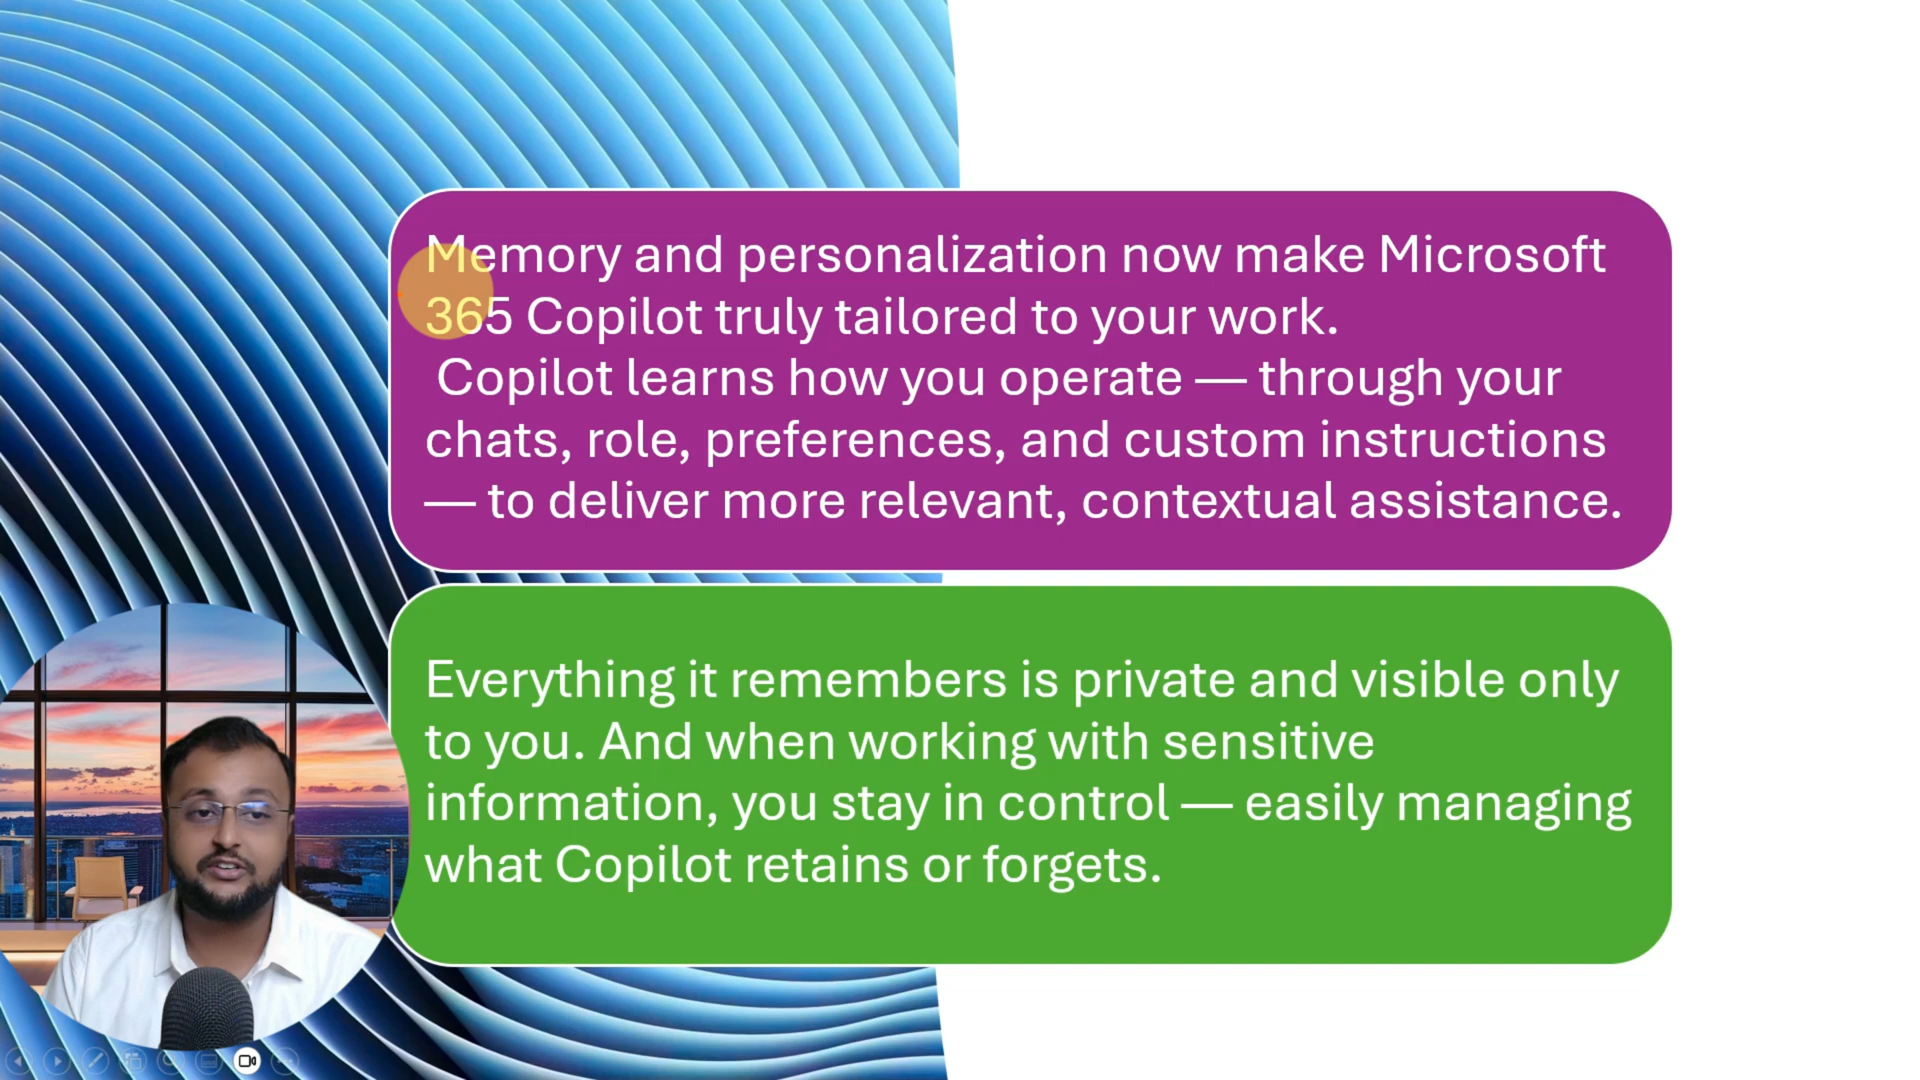 Memory and personalization now make Microsoft
365 Copilot truly tailored to your work.
Copilot learns how you operate — through your
chats, role, preferences, and custom instructions
— to deliver more relevant, contextual assistance.
Everything it remembers is private and visible only
to you. And when working with sensitive
information, you stay in control — easily managing
what Copilot retains or forgets.